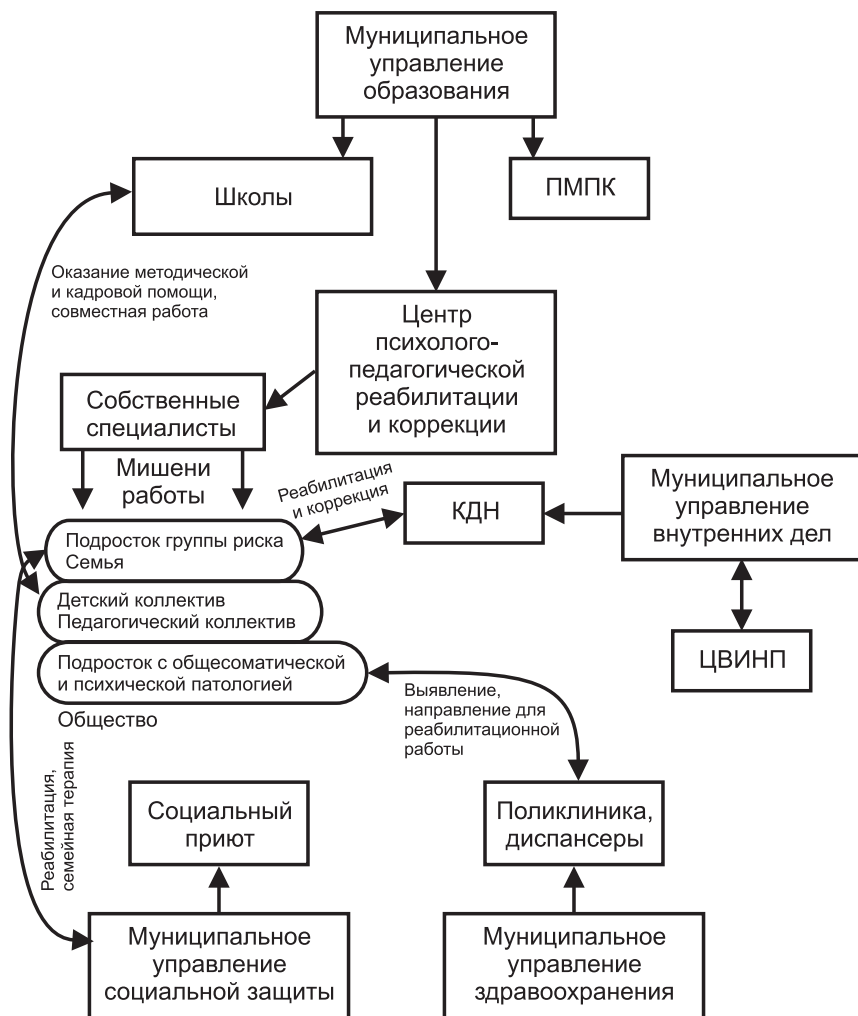 Муниципальное
управление
образования
Школы
ПМПК
Оказание методической
и кадровой помощи,
совместная работа
Центр
психолого-
педагогической
реабилитации
и коррекции
Собственные
специалисты
Мишени
работы
Реабилитация
и коррекция
КДН
Муниципальное
управление
внутренних дел
Подросток группы риска
Семья
Детский коллектив
Педагогический коллектив
ЦВИНП
Подросток с общесоматической
и психической патологией
Общество
Выявление,
направление для
реабилитационной
работы
Реабилитация,
семейная терапия
Социальный
приют
Поликлиника,
диспансеры
Муниципальное
управление
социальной защиты
Муниципальное
управление
здравоохранения